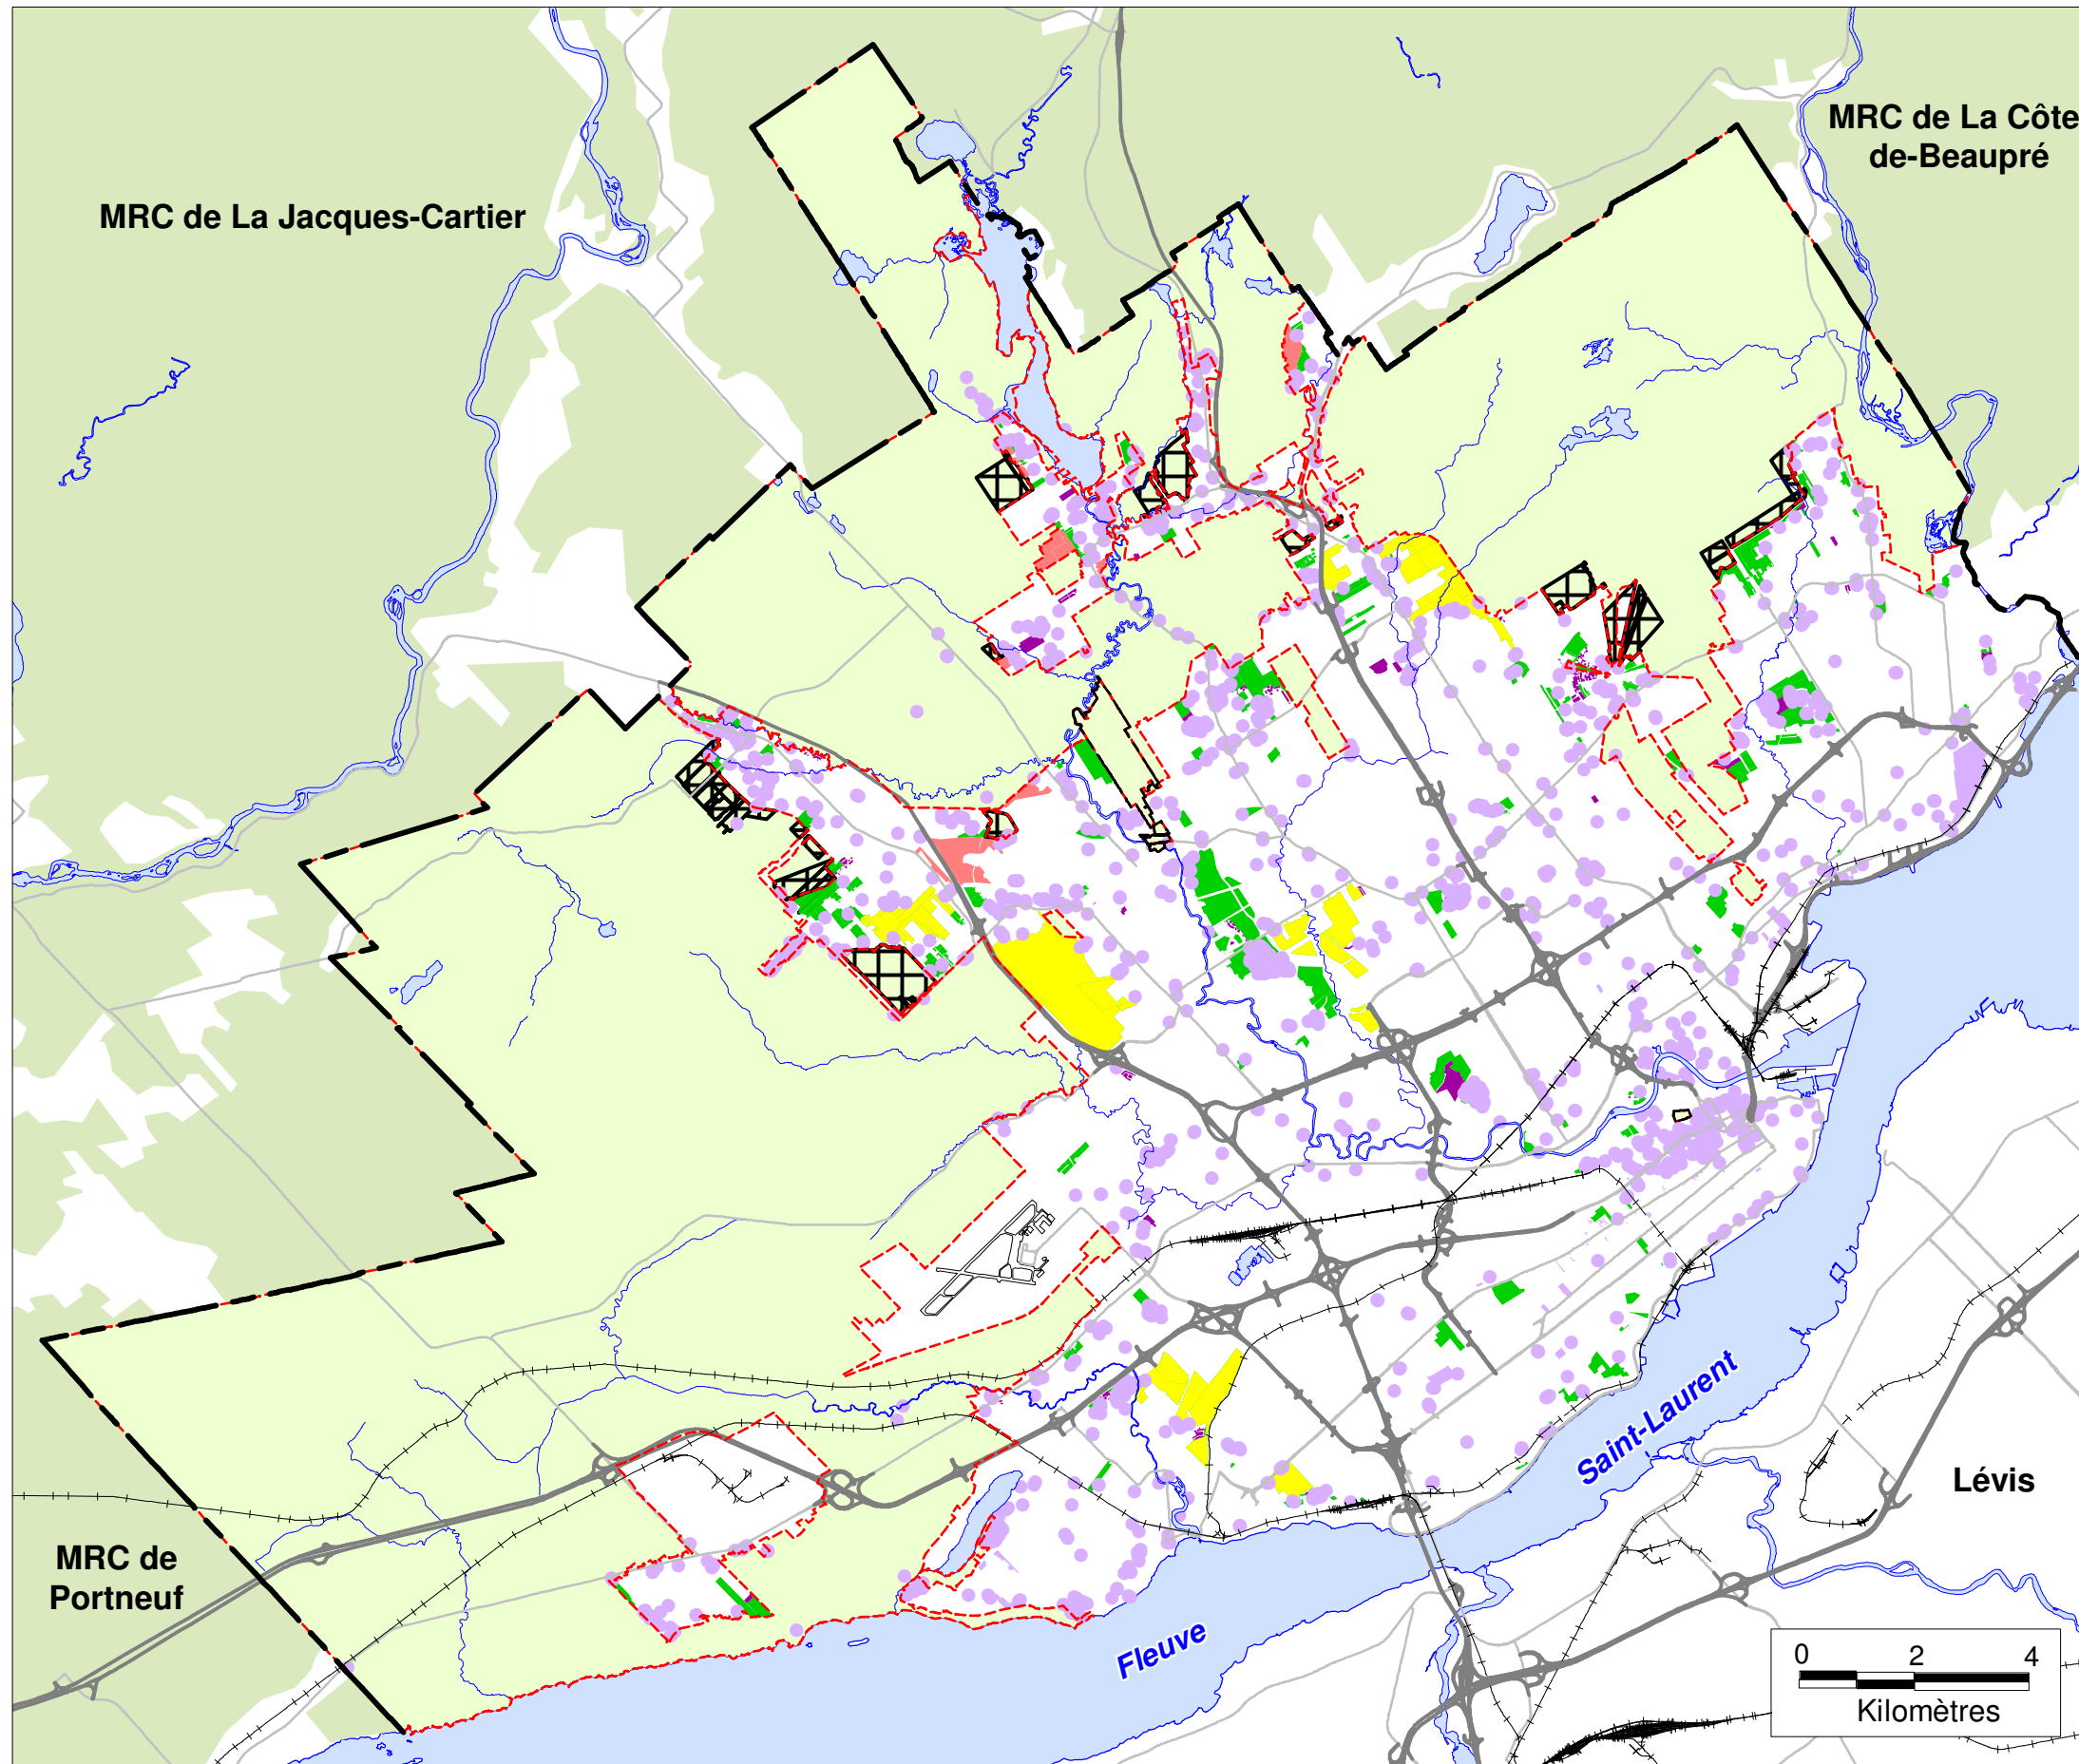 MRC de La Côte
de-Beaupré
MRC de La Jacques-Cartier
Saint-Laurent
Lévis
MRC de
Portneuf
Fleuve
0 2 4
Kilomètres